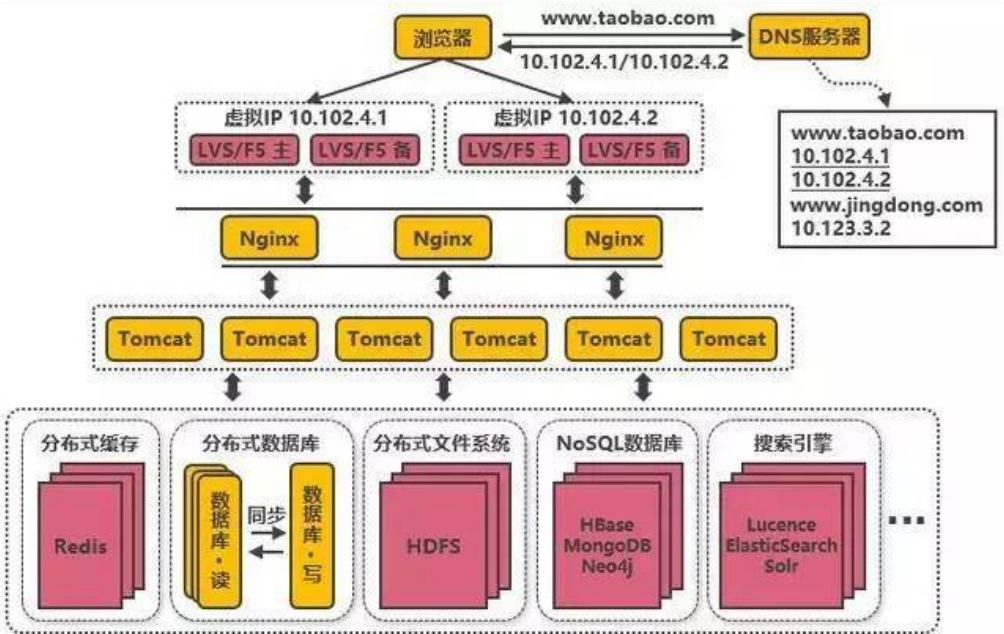 浏览器
www.taobao.com
10.102.4.1/10.102.4.2
DNS服务器
虚拟IP 10.102.4.1
LVS/F5 主
LVS/F5 备
虚拟IP 10.102.4.2
LVS/F5 主
LVS/F5 备
www.taobao.com
10.102.4.1
10.102.4.2
www.jingdong.com
10.123.3.2
Nginx
Nginx
Nginx
Tomcat
Tomcat
Tomcat
Tomcat
Tomcat
Tomcat
分布式缓存
Redis
分布式数据库
数据库·读
同步
数据库·写
分布式文件系统
HDFS
NoSQL数据库
HBase
MongoDB
Neo4j
搜索引擎
Lucence
ElasticSearch
Solr
...